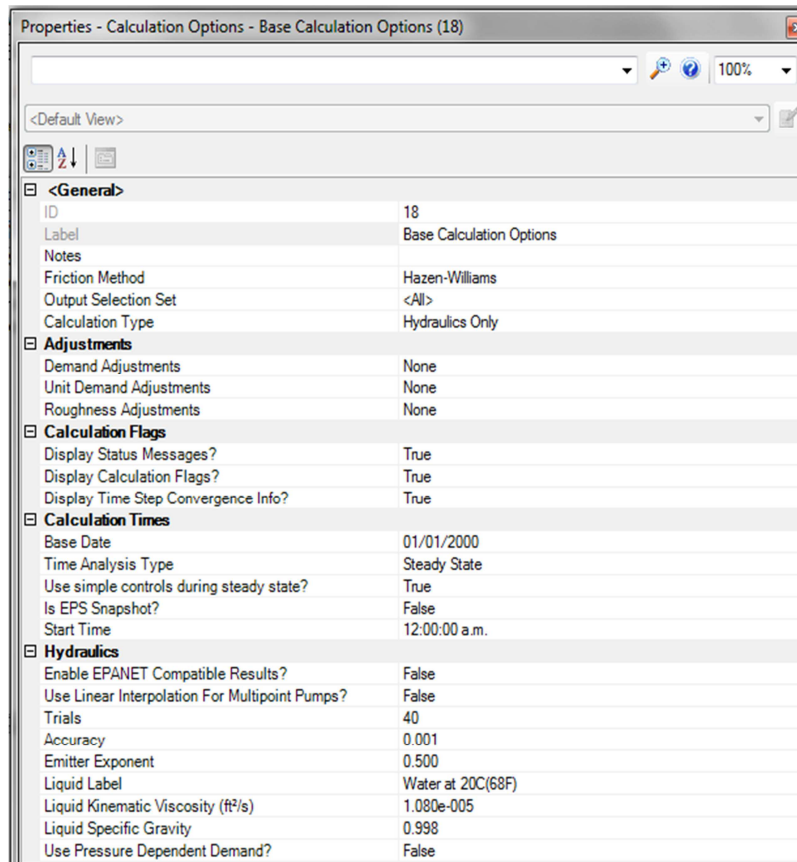 Properties - Calculation Options - Base Calculation Options (18)
100%
<Default View>
<General>
ID 18
Label Base Calculation Options
Notes
Friction Method Hazen-Williams
Output Selection Set <All>
Calculation Type Hydraulics Only
Adjustments
Demand Adjustments None
Unit Demand Adjustments None
Roughness Adjustments None
Calculation Flags
Display Status Messages? True
Display Calculation Flags? True
Display Time Step Convergence Info? True
Calculation Times
Base Date 01/01/2000
Time Analysis Type Steady State
Use simple controls during steady state? True
Is EPS Snapshot? False
Start Time 12:00:00 a.m.
Hydraulics
Enable EPANET Compatible Results? False
Use Linear Interpolation For Multipoint Pumps? False
Trials 40
Accuracy 0.001
Emitter Exponent 0.500
Liquid Label Water at 20C(68F)
Liquid Kinematic Viscosity (ft²/s) 1.080e-005
Liquid Specific Gravity 0.998
Use Pressure Dependent Demand? False